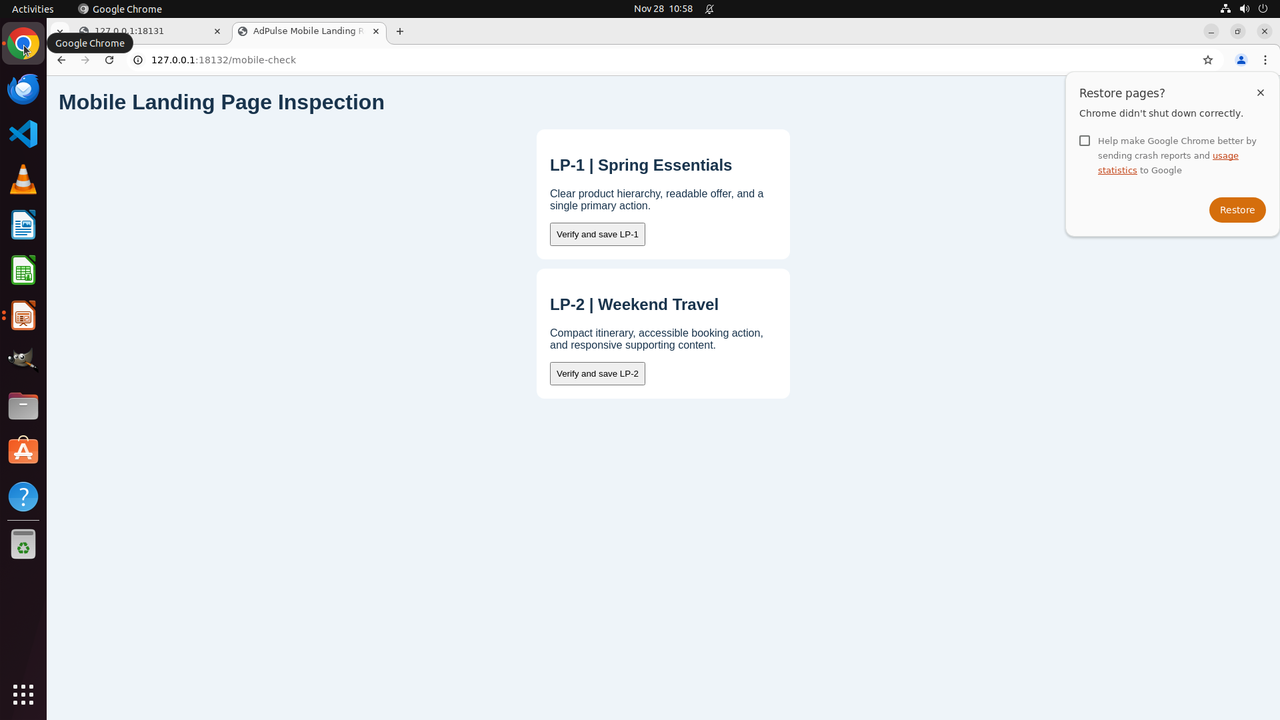 Activities
Google Chrome
Nov 28 10:58
127.0.0.1:18131
AdPulse Mobile Landing
Google Chrome
127.0.0.1:18132/mobile-check
Mobile Landing Page Inspection
LP-1 | Spring Essentials
Clear product hierarchy, readable offer, and a
single primary action.
Verify and save LP-1
LP-2 | Weekend Travel
Compact itinerary, accessible booking action,
and responsive supporting content.
Verify and save LP-2
Restore pages?
Chrome didn't shut down correctly.
Help make Google Chrome better by
sending crash reports and usage
statistics to Google
Restore